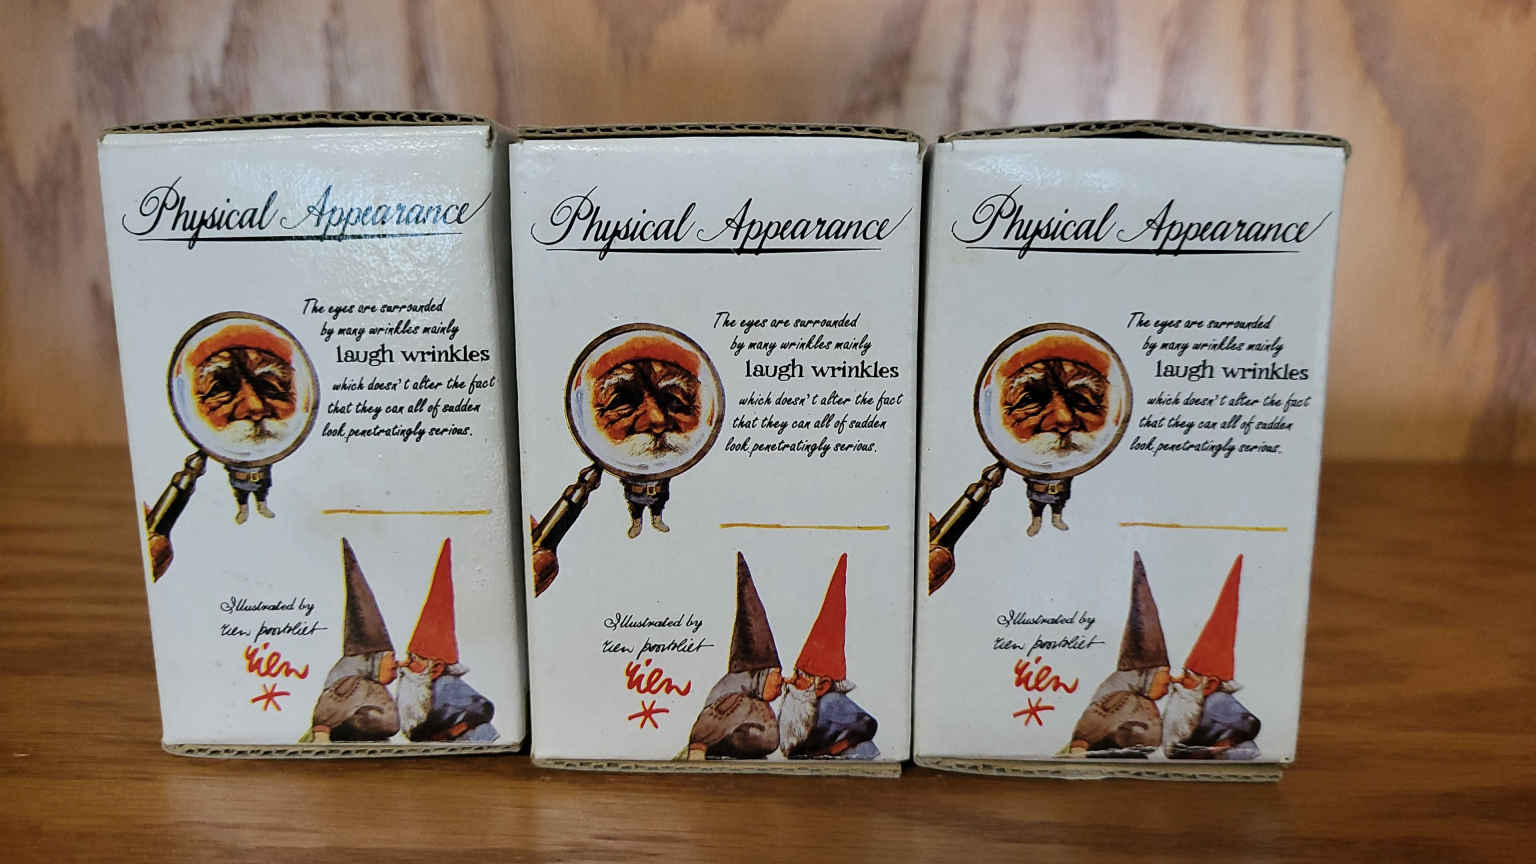 Physical Appearance
The eyes are surrounded
by many wrinkles mainly
laugh wrinkles
which doesn't alter the fact
that they can all of sudden
look penetratingly serious.
Illustrated by
rien poortvliet
rien
Physical Appearance
The eyes are surrounded
by many wrinkles mainly
laugh wrinkles
which doesn't alter the fact
that they can all of sudden
look penetratingly serious.
Illustrated by
rien poortvliet
rien
Physical Appearance
The eyes are surrounded
by many wrinkles mainly
laugh wrinkles
which doesn't alter the fact
that they can all of sudden
look penetratingly serious.
Illustrated by
rien poortvliet
rien